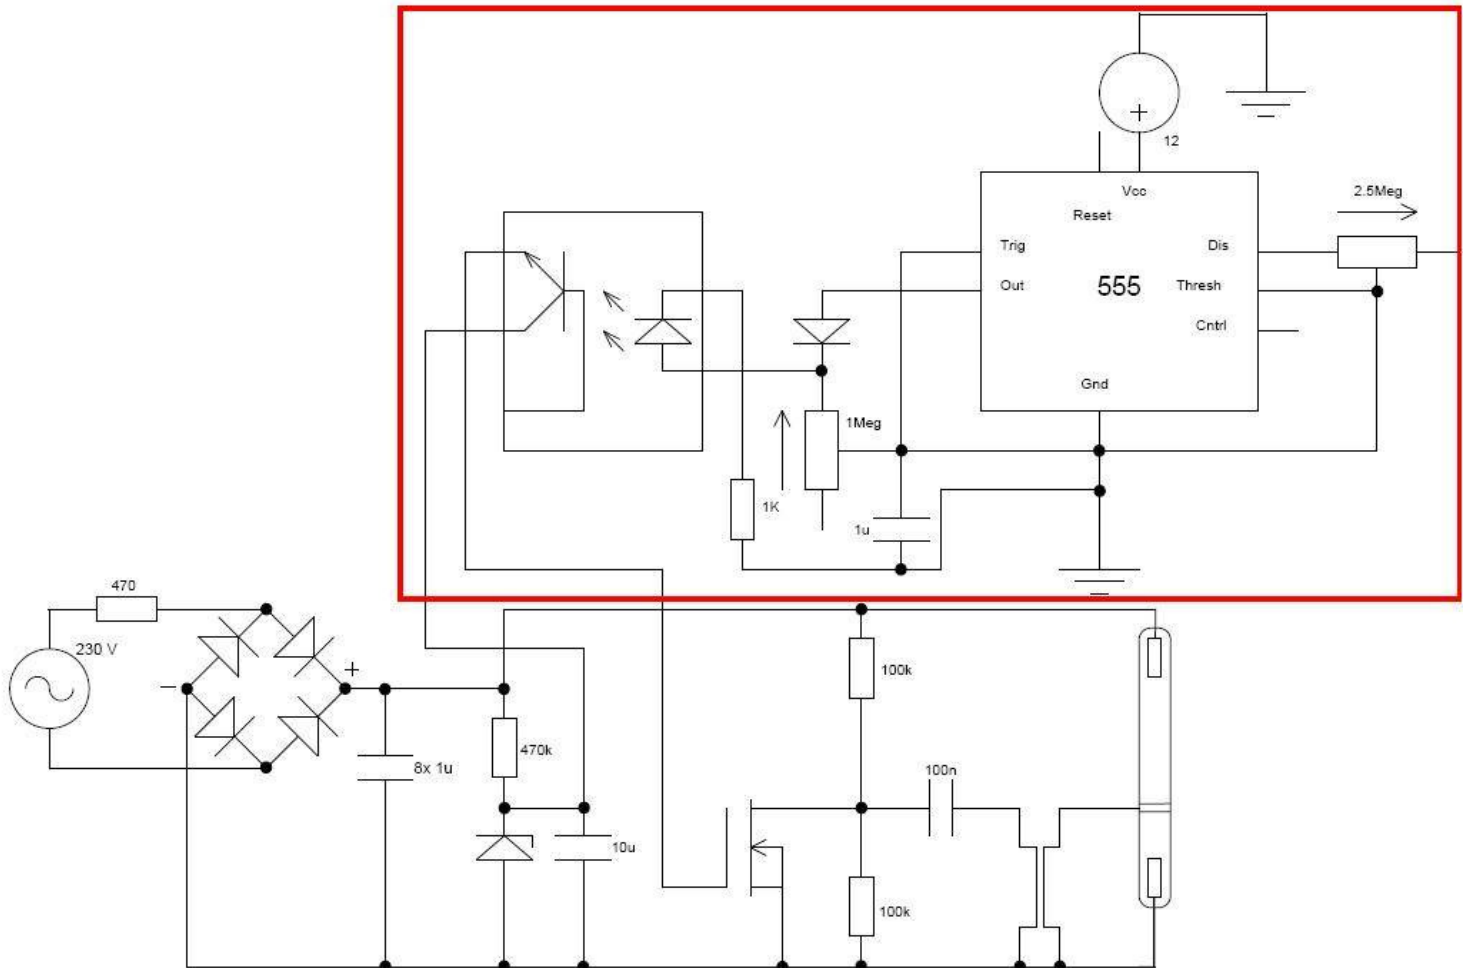 12
Vcc
2.5Meg
Reset
Trig
Dis
Out
555
Thresh
Cntrl
Gnd
1Meg
1K
1u
470
230 V
+
−
100k
470k
8x 1u
100n
10u
100k